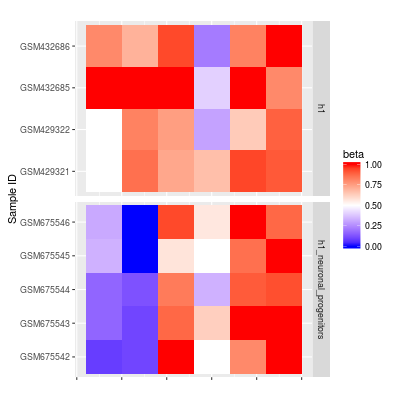 GSM432686
GSM432685
GSM429322
GSM429321
h1
GSM675546
GSM675545
GSM675544
GSM675543
GSM675542
h1_neuronal_progenitors
Sample ID
beta
1.00
0.75
0.50
0.25
0.00